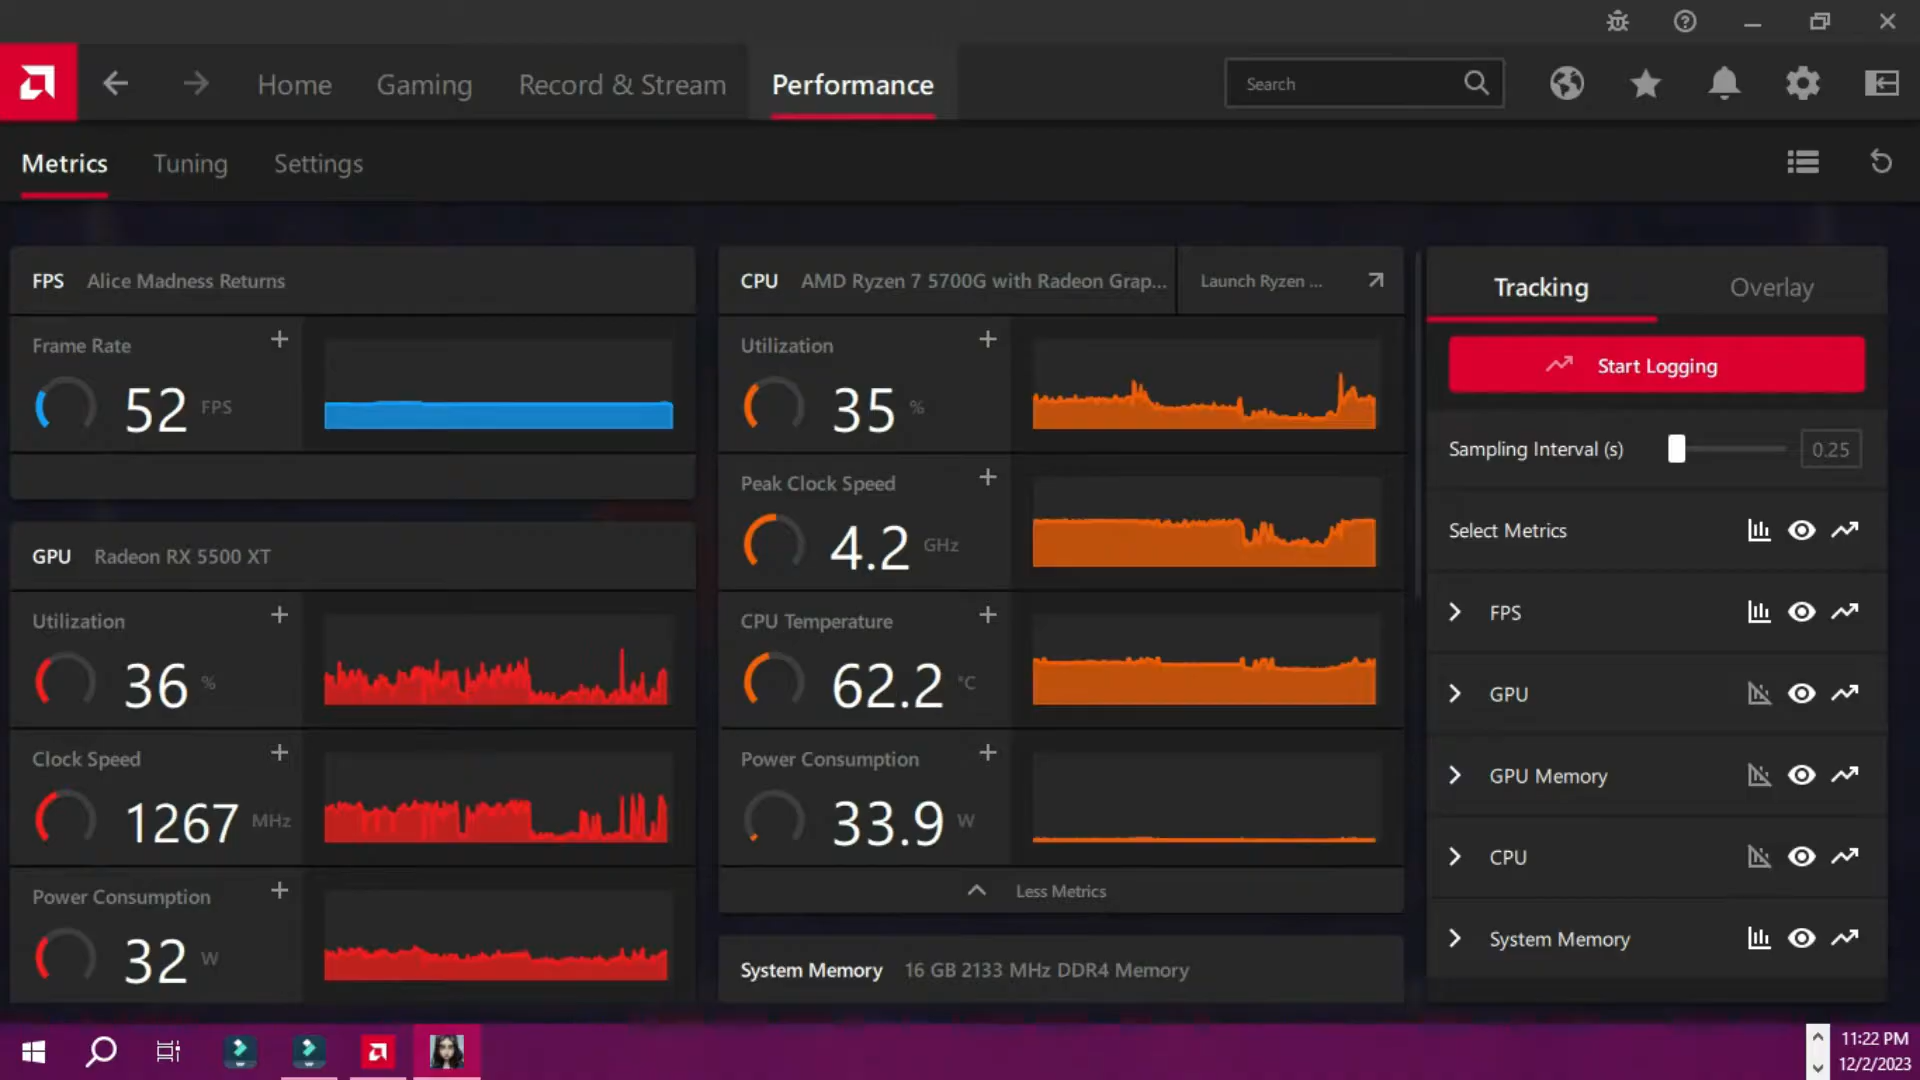 Home
Gaming
Record & Stream
Performance
Search
Metrics
Tuning
Settings
FPS Alice Madness Returns
Frame Rate
52 FPS
GPU Radeon RX 5500 XT
Utilization
36 %
Clock Speed
1267 MHz
Power Consumption
32 W
CPU AMD Ryzen 7 5700G with Radeon Grap...
Launch Ryzen ...
Utilization
35 %
Peak Clock Speed
4.2 GHz
CPU Temperature
62.2 °C
Power Consumption
33.9 W
Less Metrics
System Memory 16 GB 2133 MHz DDR4 Memory
Tracking
Overlay
Start Logging
Sampling Interval (s) 0.25
Select Metrics
FPS
GPU
GPU Memory
CPU
System Memory
11:22 PM
12/2/2023